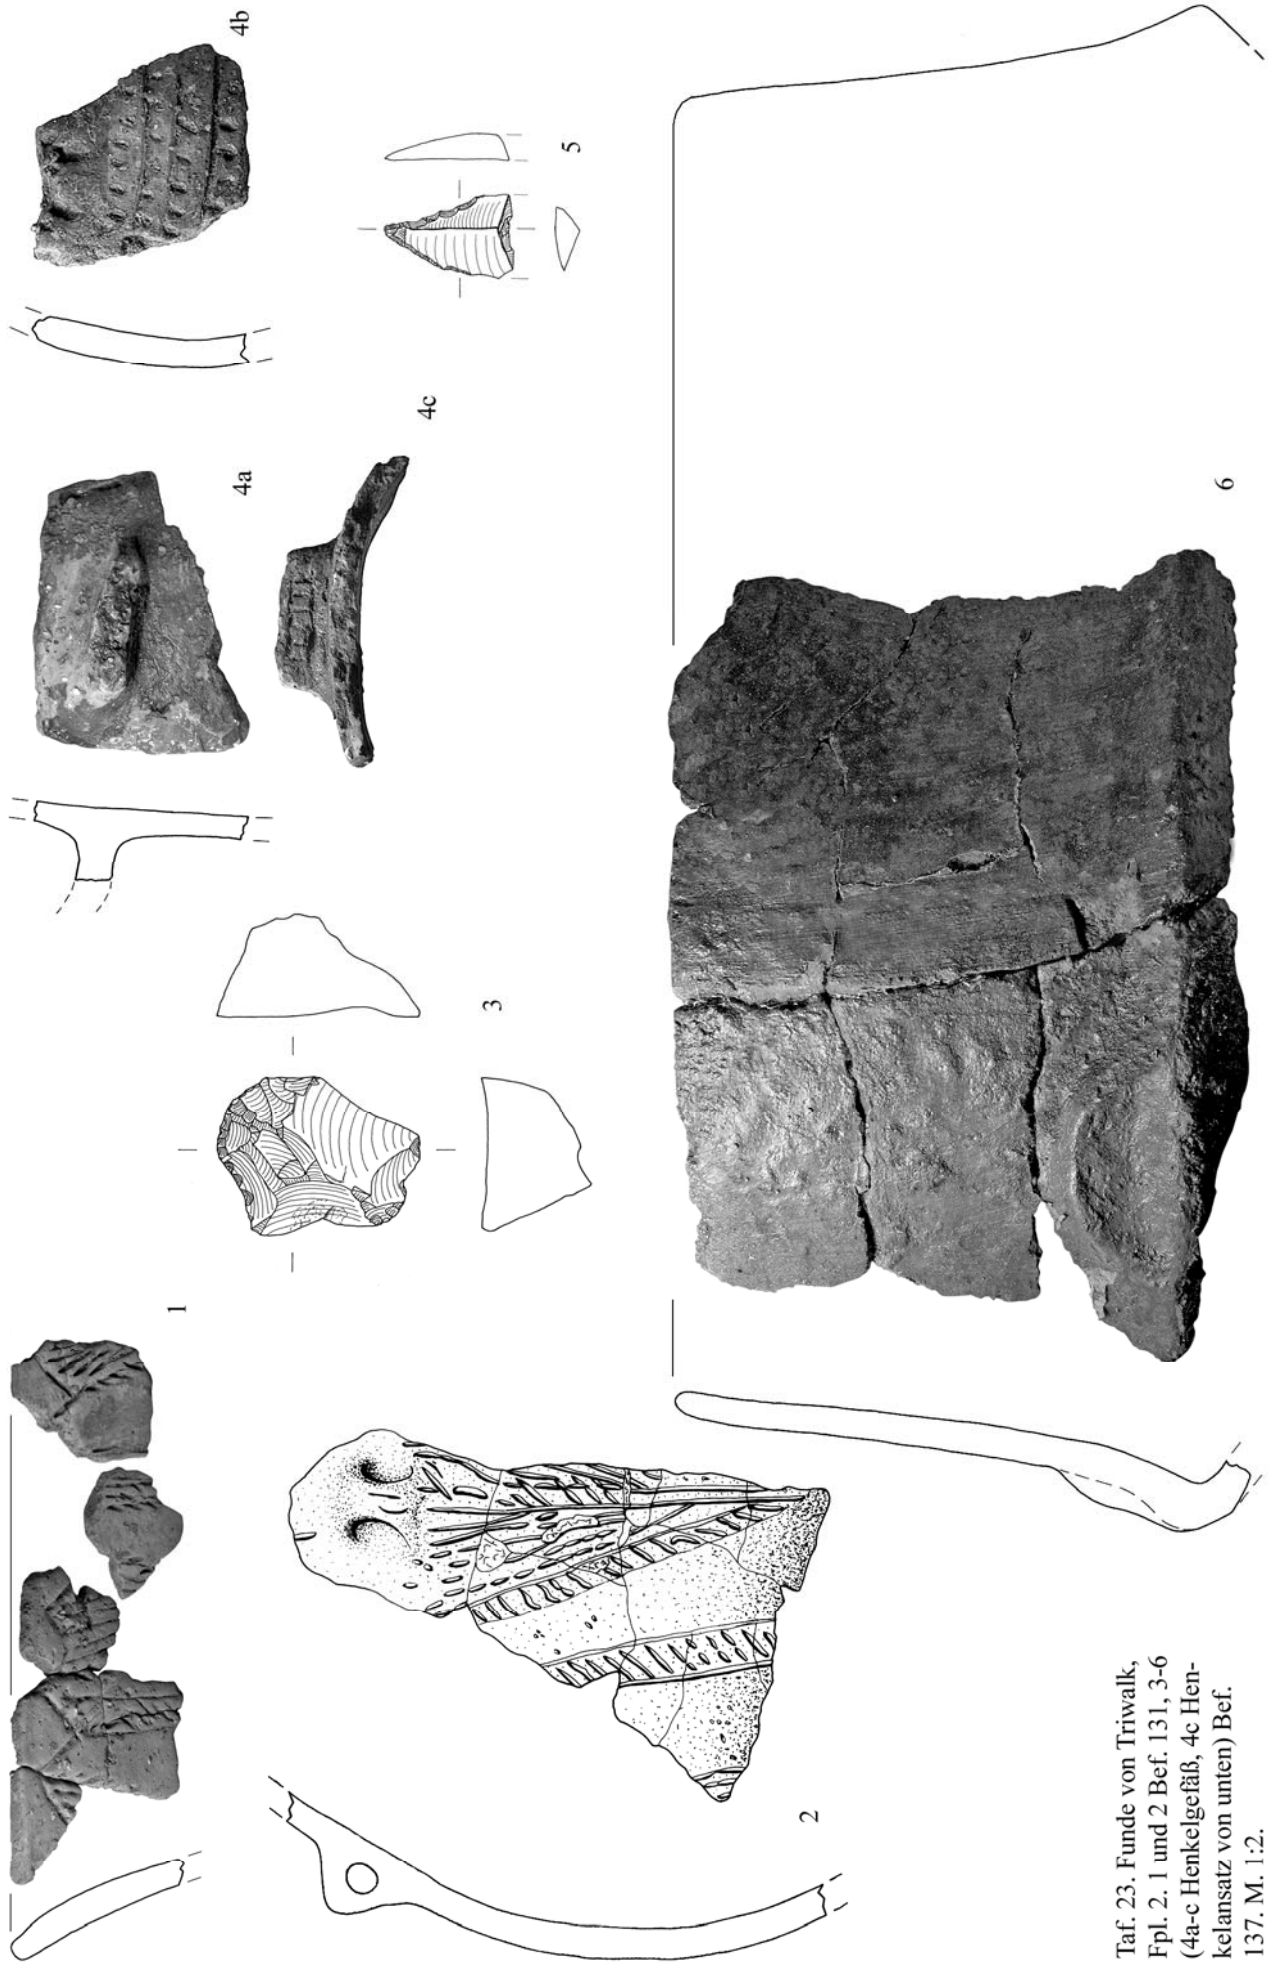 1
2
3
4a
4b
4c
5
6
Taf. 23. Funde von Triwalk,
Fpl. 2. 1 und 2 Bef. 131, 3-6
(4a-c Henkelgefäß, 4c Hen-
kelansatz von unten) Bef.
137. M. 1:2.